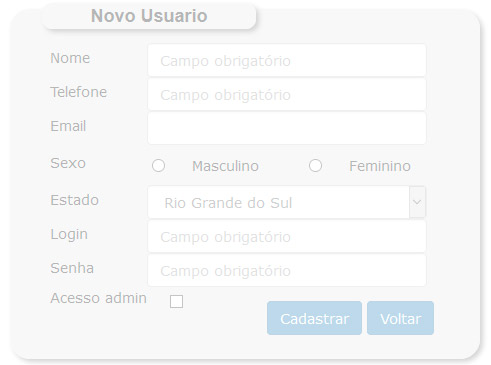 Novo Usuario
Nome Campo obrigatório
Telefone Campo obrigatório
Email
Sexo Masculino Feminino
Estado Rio Grande do Sul
Login Campo obrigatório
Senha Campo obrigatório
Acesso admin
Cadastrar Voltar